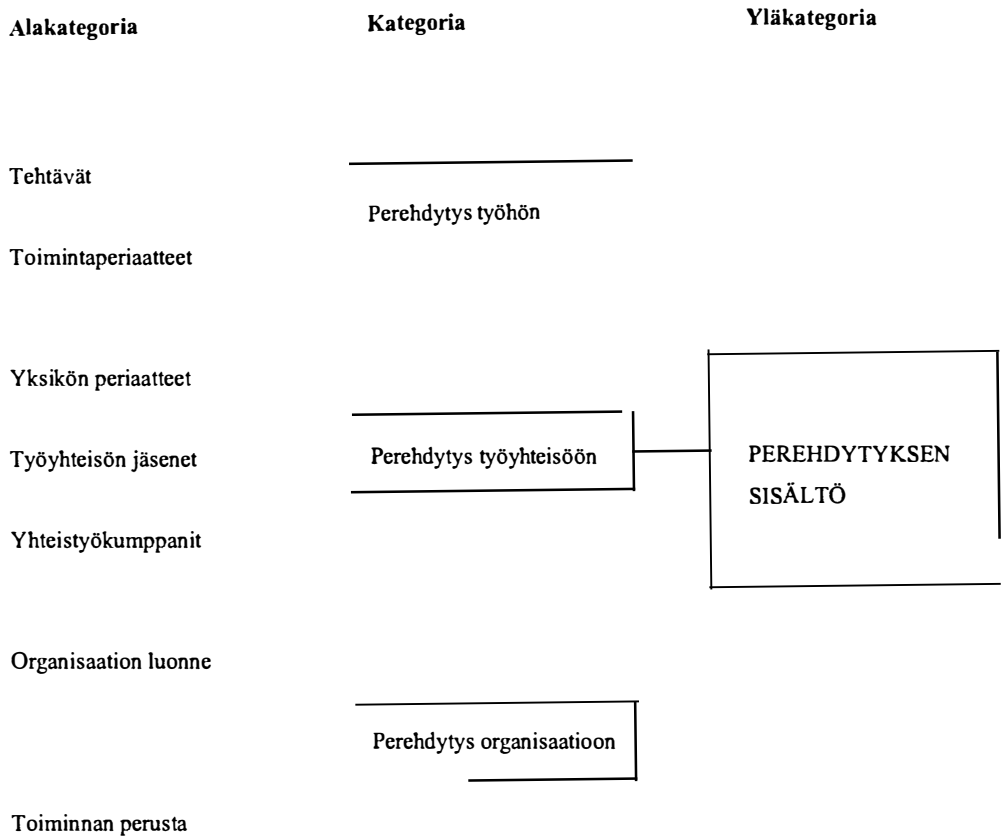 Alakategoria Kategoria Yläkategoria
Tehtävät
Perehdytys työhön
Toimintaperiaatteet
Yksikön periaatteet
Työyhteisön jäsenet Perehdytys työyhteisöön PEREHDYTYKSEN
SISÄLTÖ
Yhteistyökumppanit
Organisaation luonne
Perehdytys organisaatioon
Toiminnan perusta